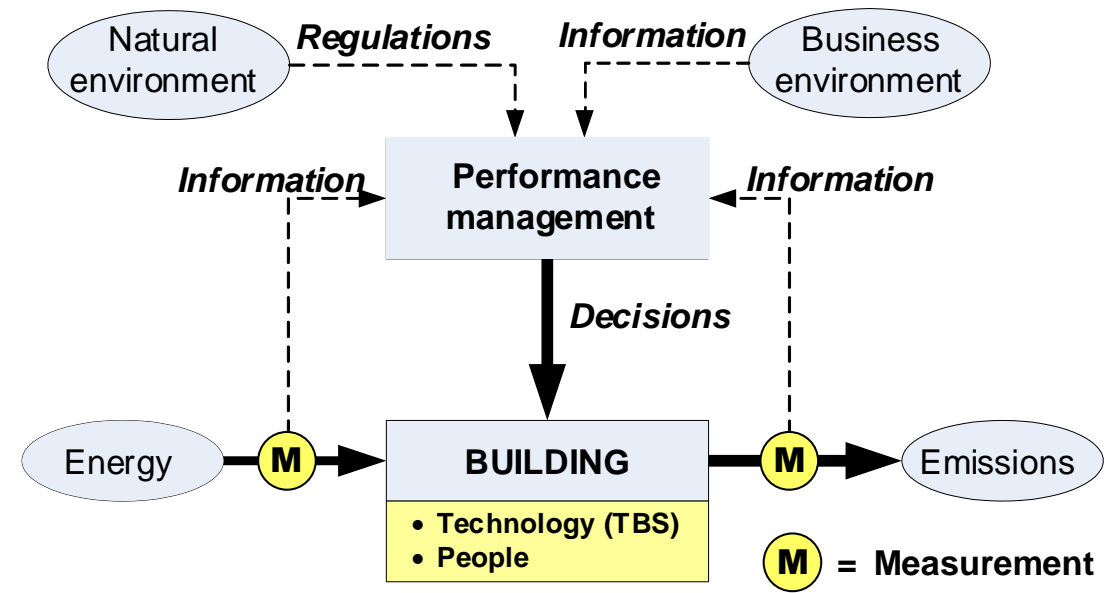 Natural
environment
Regulations
Information
Business
environment
Information
Performance
management
Information
Decisions
Energy
M
BUILDING
M
Emissions
• Technology (TBS)
• People
M = Measurement